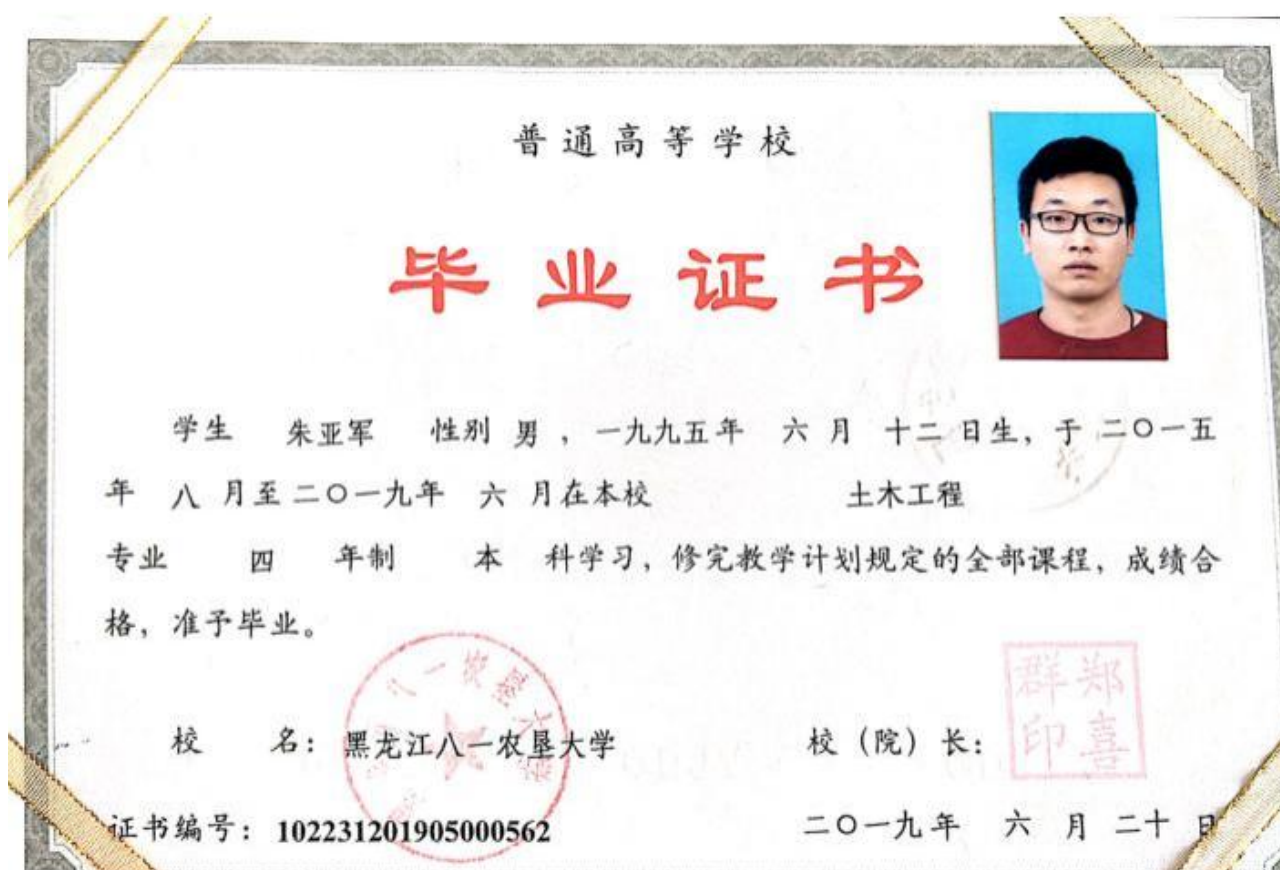 普通高等学校
毕业证书
学生 朱亚军 性别 男，一九九五年 六 月 十二 日生，于 二〇一五
年 八 月至 二〇一九年 六 月在本校 土木工程
专业 四 年制 本 科学习，修完教学计划规定的全部课程，成绩合
格，准予毕业。
校 名：黑龙江八一农垦大学
校（院）长：
郑喜
群印
证书编号：102231201905000562
二〇一九年 六 月 二十 日